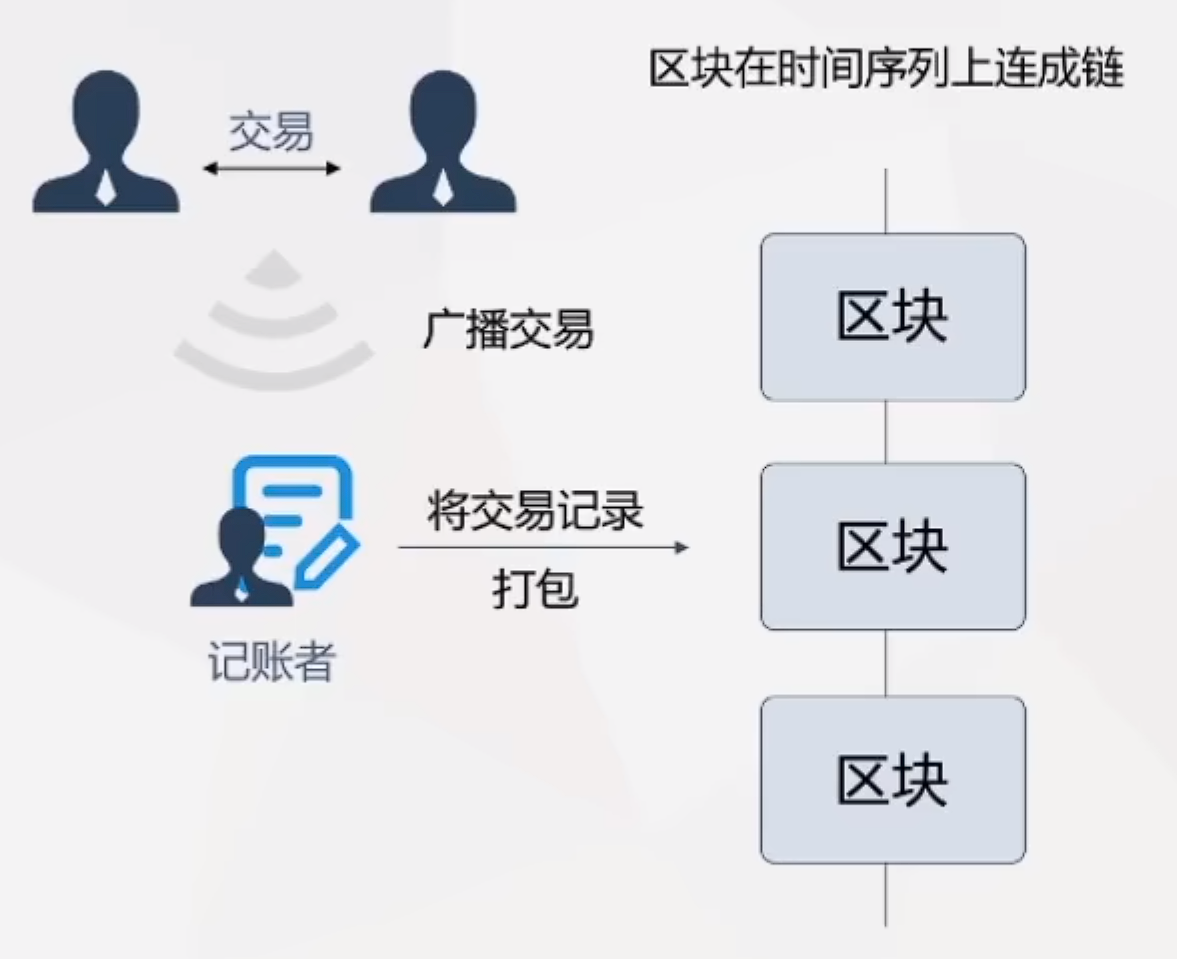 区块在时间序列上连成链
交易
广播交易
将交易记录
打包
记账者
区块
区块
区块